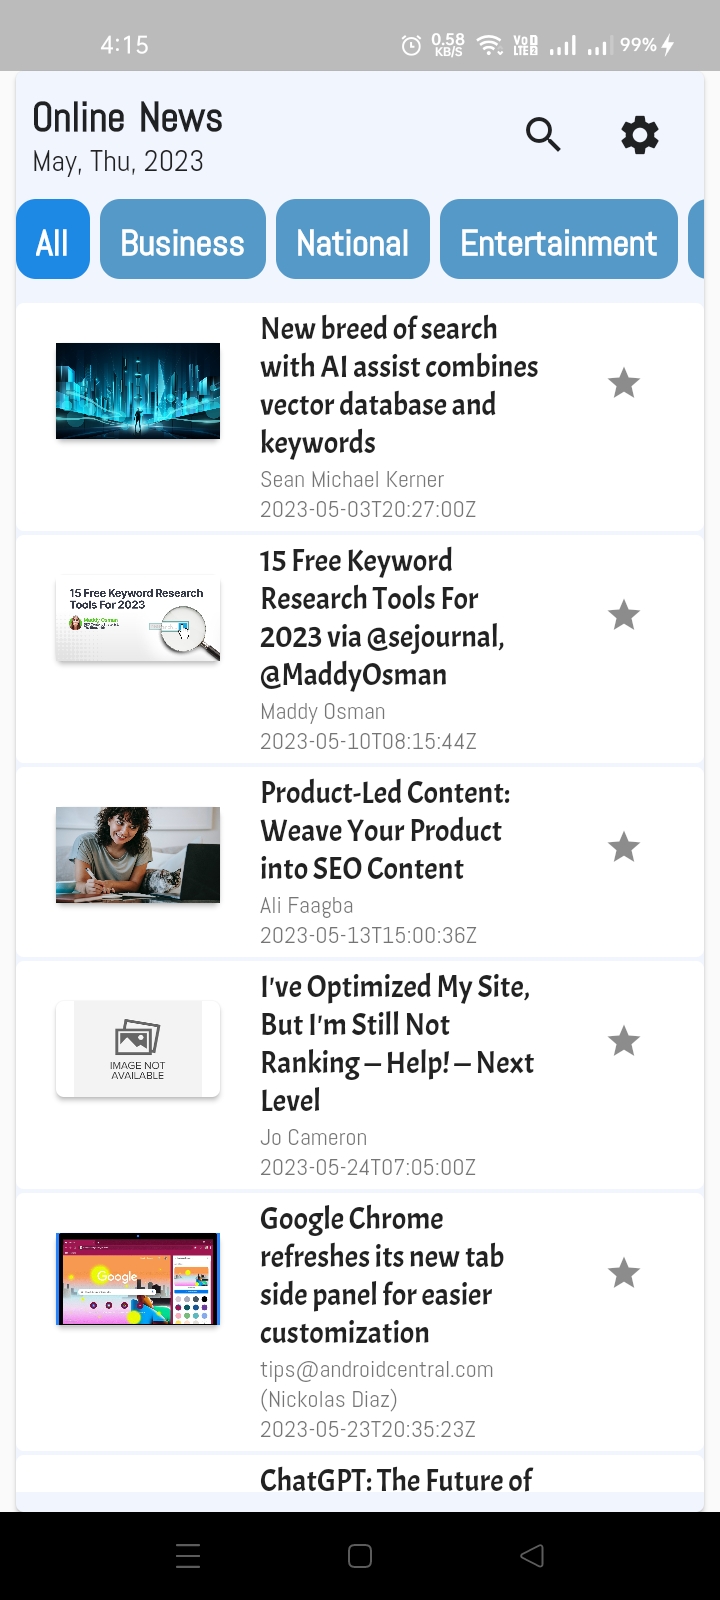 4:15
0.58
KB/S
VoD
LTE2
99%
Online News
May, Thu, 2023
All
Business
National
Entertainment
New breed of search
with AI assist combines
vector database and
keywords
Sean Michael Kerner
2023-05-03T20:27:00Z
15 Free Keyword Research
Tools For 2023
Maddy Osman
15 Free Keyword
Research Tools For
2023 via @sejournal,
@MaddyOsman
Maddy Osman
2023-05-10T08:15:44Z
Product-Led Content:
Weave Your Product
into SEO Content
Ali Faagba
2023-05-13T15:00:36Z
IMAGE NOT
AVAILABLE
I've Optimized My Site,
But I'm Still Not
Ranking – Help! – Next
Level
Jo Cameron
2023-05-24T07:05:00Z
Google
Google Chrome
refreshes its new tab
side panel for easier
customization
tips@androidcentral.com
(Nickolas Diaz)
2023-05-23T20:35:23Z
ChatGPT: The Future of